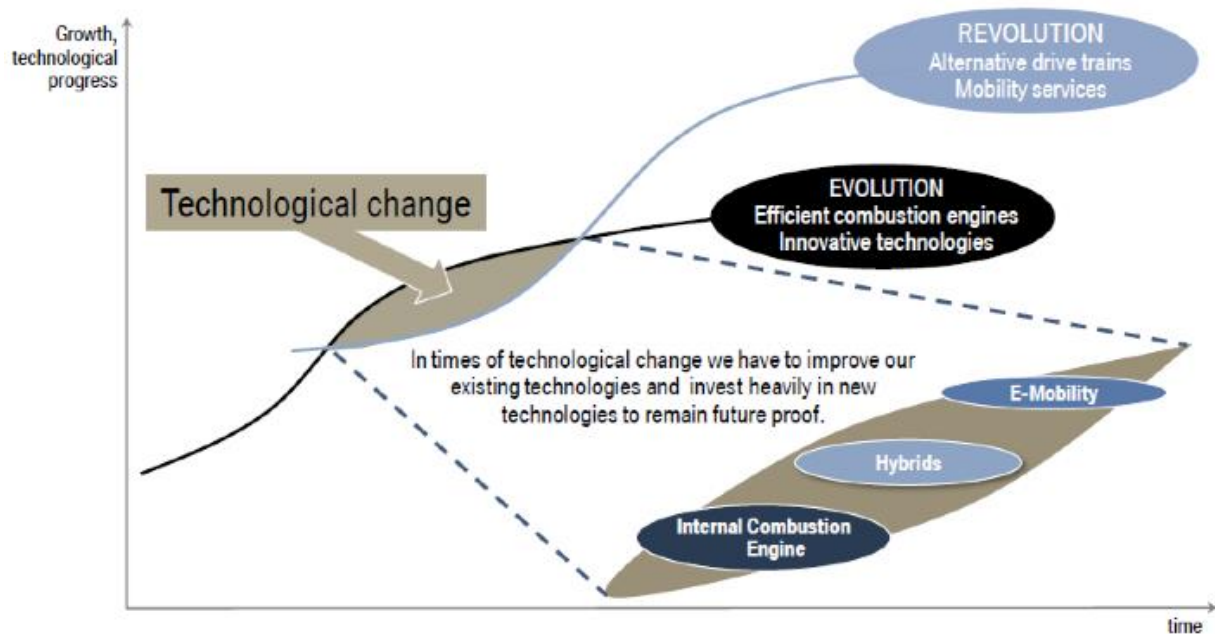 Growth,
technological
progress
REVOLUTION
Alternative drive trains
Mobility services
Technological change
EVOLUTION
Efficient combustion engines
Innovative technologies
In times of technological change we have to improve our
existing technologies and invest heavily in new
technologies to remain future proof.
E-Mobility
Hybrids
Internal Combustion
Engine
time